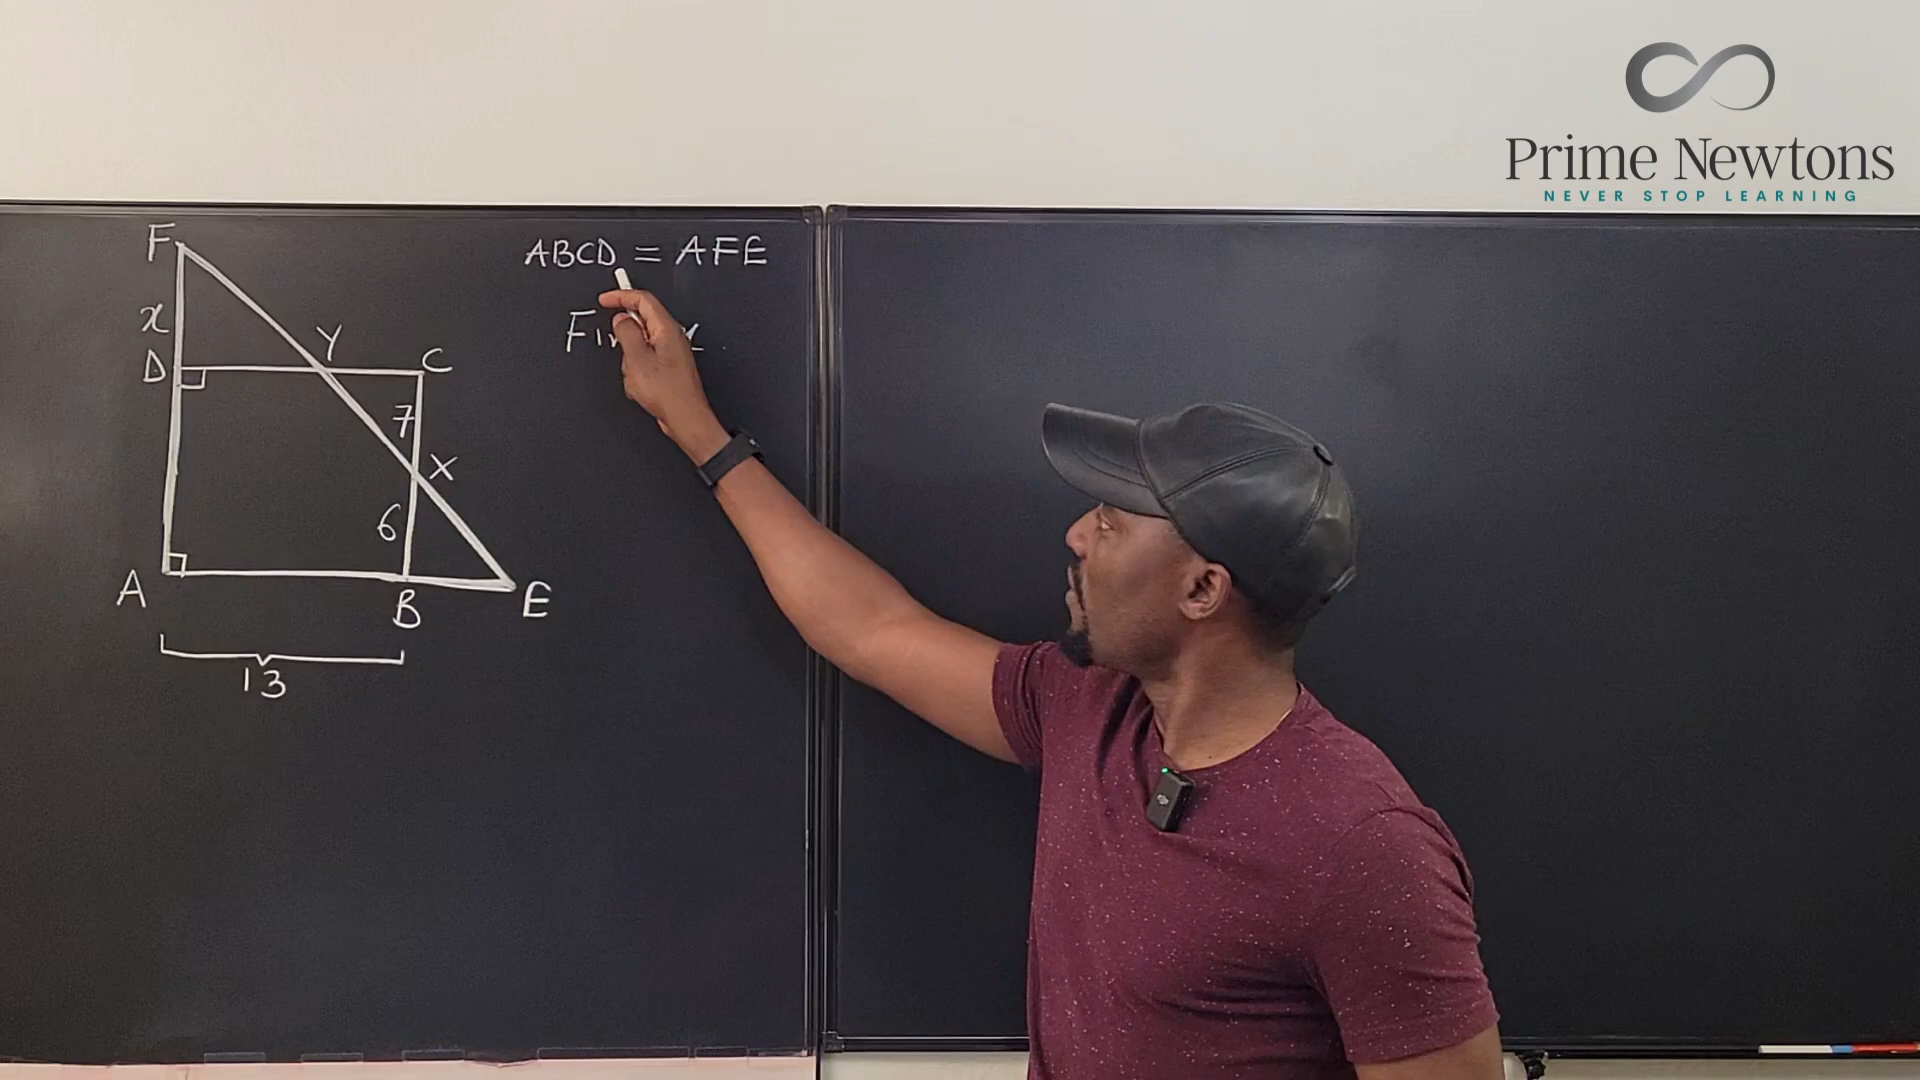 Prime Newtons
NEVER STOP LEARNING
F
ABCD = AFE
x
Y
D
C
7
X
6
A
B
E
13